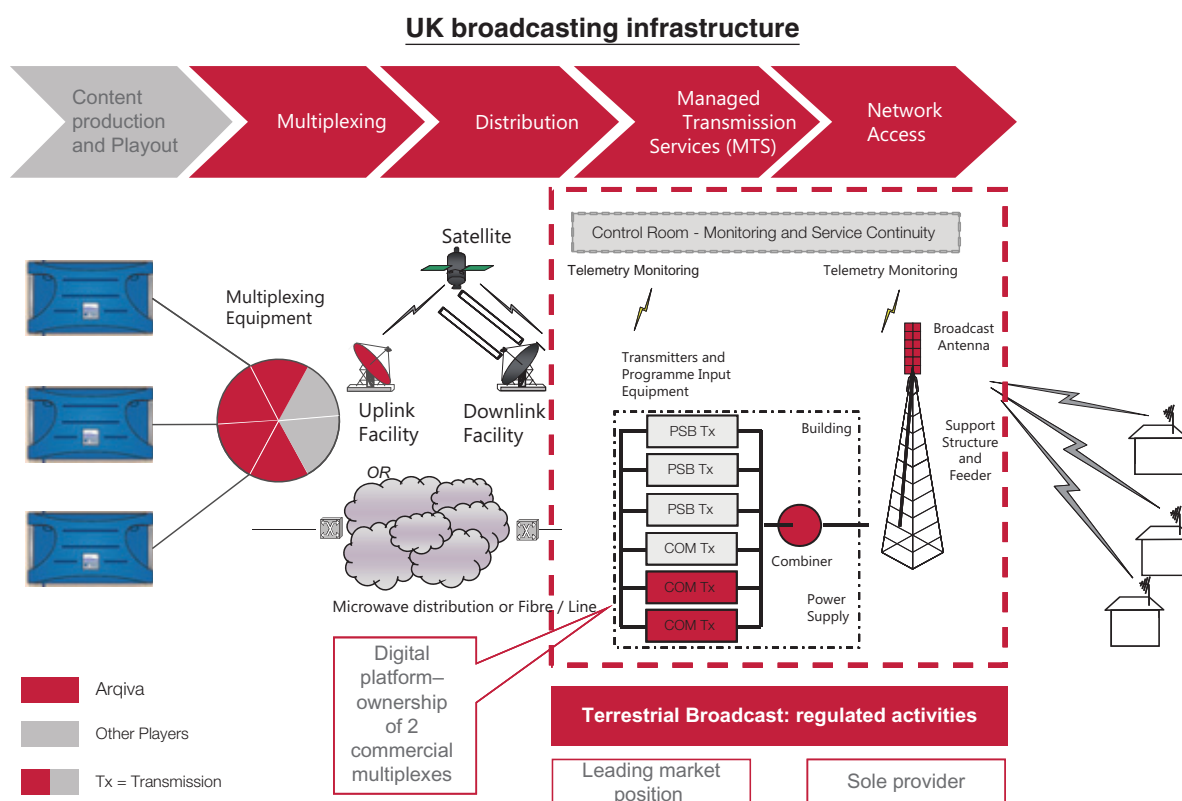 UK broadcasting infrastructure
Content
production
and Playout
Multiplexing
Distribution
Managed
Transmission
Services (MTS)
Network
Access
Control Room - Monitoring and Service Continuity
Satellite
Telemetry Monitoring
Telemetry Monitoring
Multiplexing
Equipment
Broadcast
Antenna
Transmitters and
Programme Input
Equipment
Uplink
Facility
Downlink
Facility
PSB Tx
Building
Support
Structure
and
Feeder
PSB Tx
OR
PSB Tx
COM Tx
Combiner
COM Tx
Microwave distribution or Fibre / Line
Power
Supply
COM Tx
Digital
platform–
ownership
of 2
commercial
multiplexes
Arqiva
Other Players
Tx = Transmission
Terrestrial Broadcast: regulated activities
Leading market
position
Sole provider